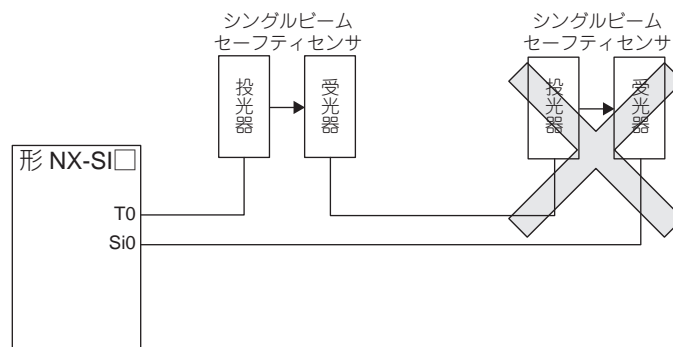 シングルビーム
セーフティセンサ
シングルビーム
セーフティセンサ
投光器
受光器
投光器
受光器
形 NX-SI□
T0
Si0